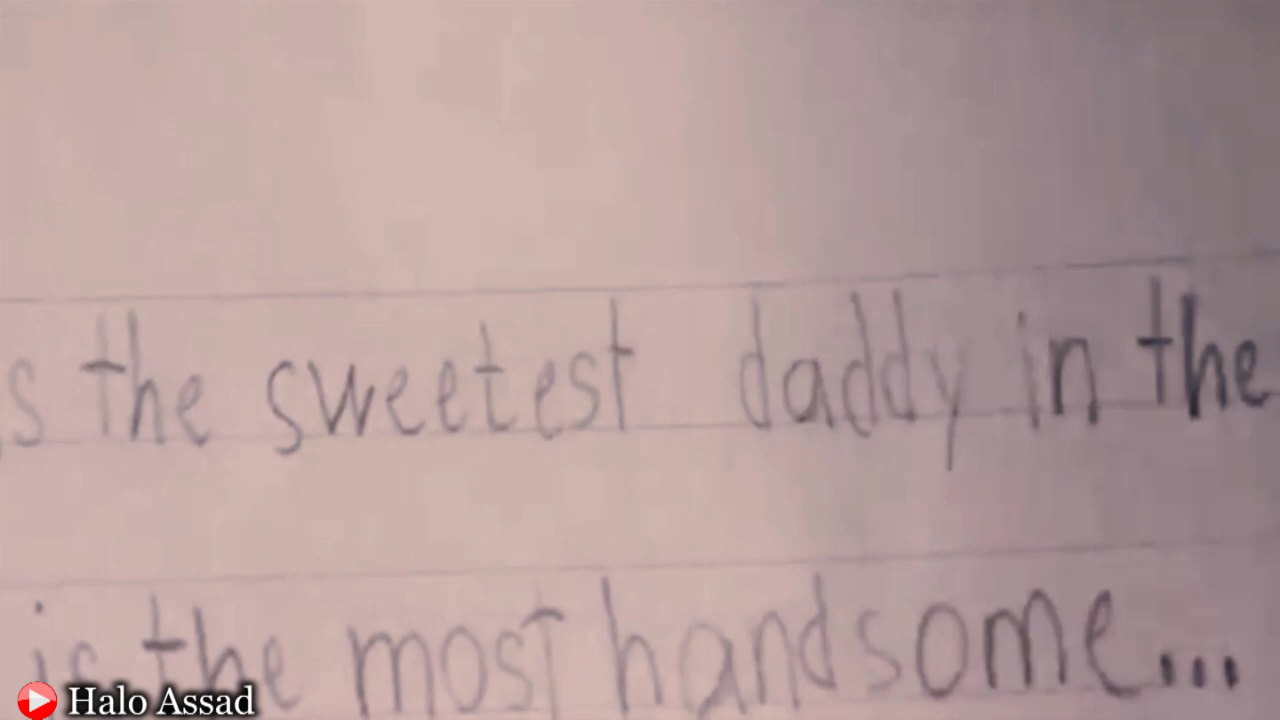 s the sweetest daddy in the
is the most handsome...
Halo Assad